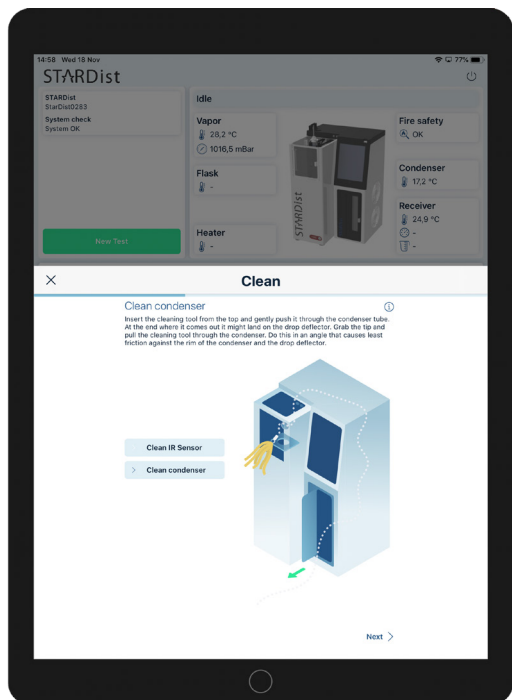 14:58 Wed 18 Nov
77%
STARDist
STARDist
StarDist0283
System check
System OK
New Test
Idle
Vapor
28,2 °C
1016,5 mBar
Flask
-
Heater
-
STARDist
Fire safety
OK
Condenser
17,2 °C
Receiver
24,9 °C
-
-
Clean
Clean condenser
Insert the cleaning tool from the top and gently push it through the condenser tube.
At the end where it comes out it might land on the drop deflector. Grab the tip and
pull the cleaning tool through the condenser. Do this in an angle that causes least
friction against the rim of the condenser and the drop deflector.
Clean IR Sensor
> Clean condenser
Next >